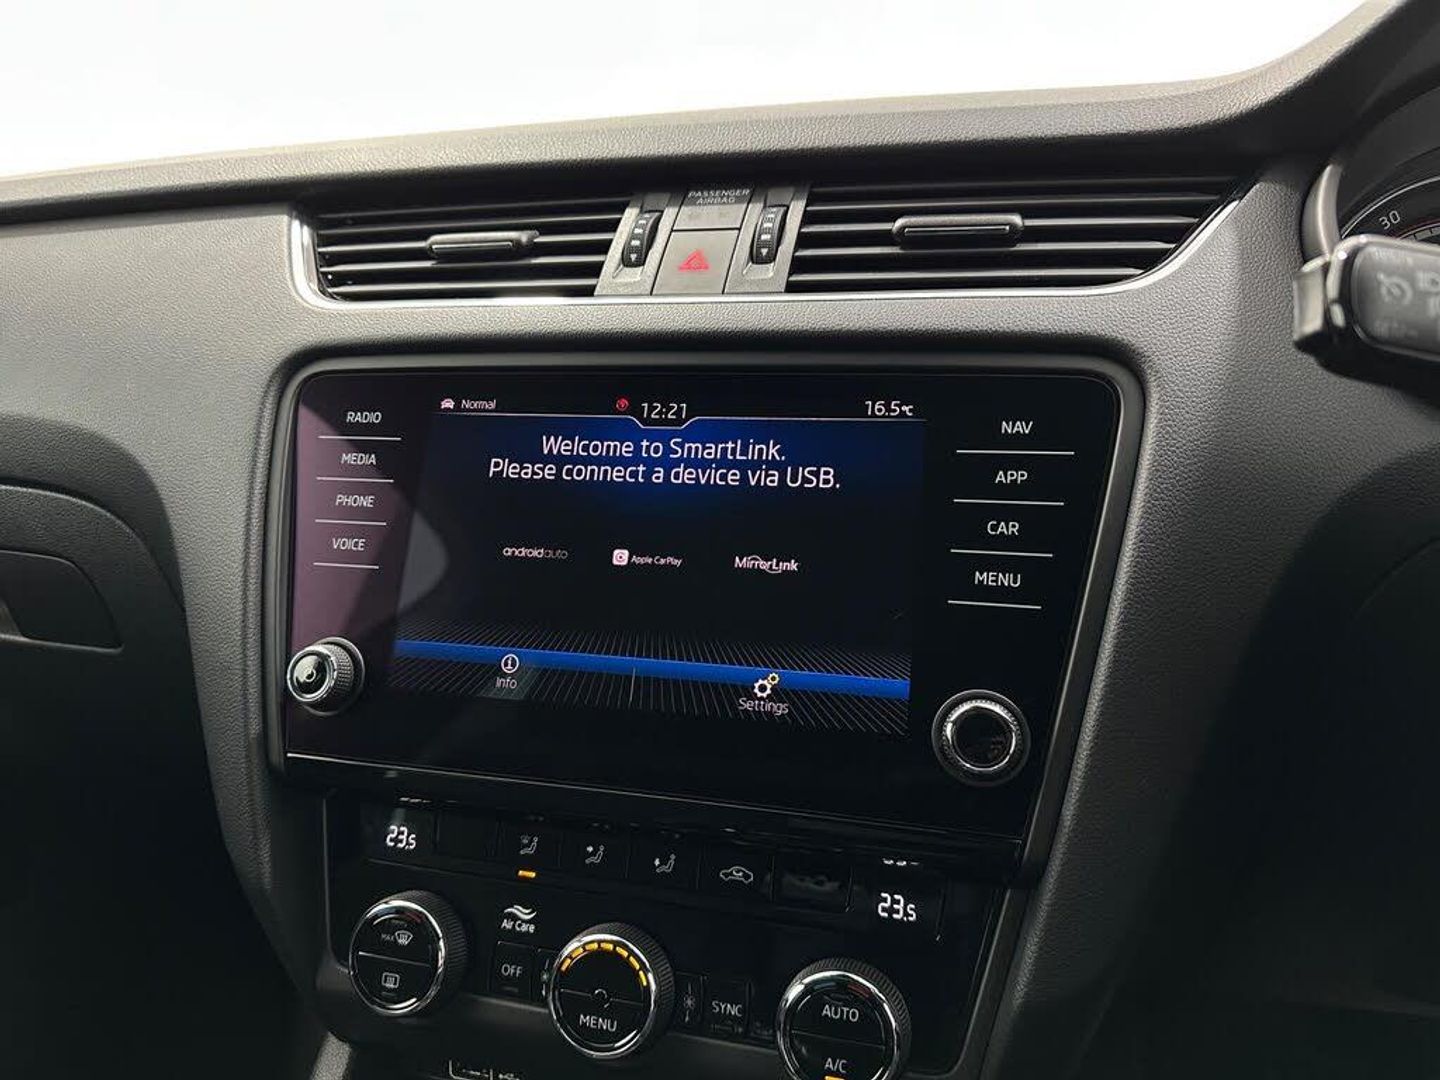 PASSENGER
AIRBAG
30
Normal
12:21
16.5°C
RADIO
MEDIA
PHONE
VOICE
Welcome to SmartLink.
Please connect a device via USB.
androidauto
Apple CarPlay
MirrorLink
Info
Settings
NAV
APP
CAR
MENU
23.5
23.5
MAX
Air Care
OFF
MENU
SYNC
AUTO
A/C